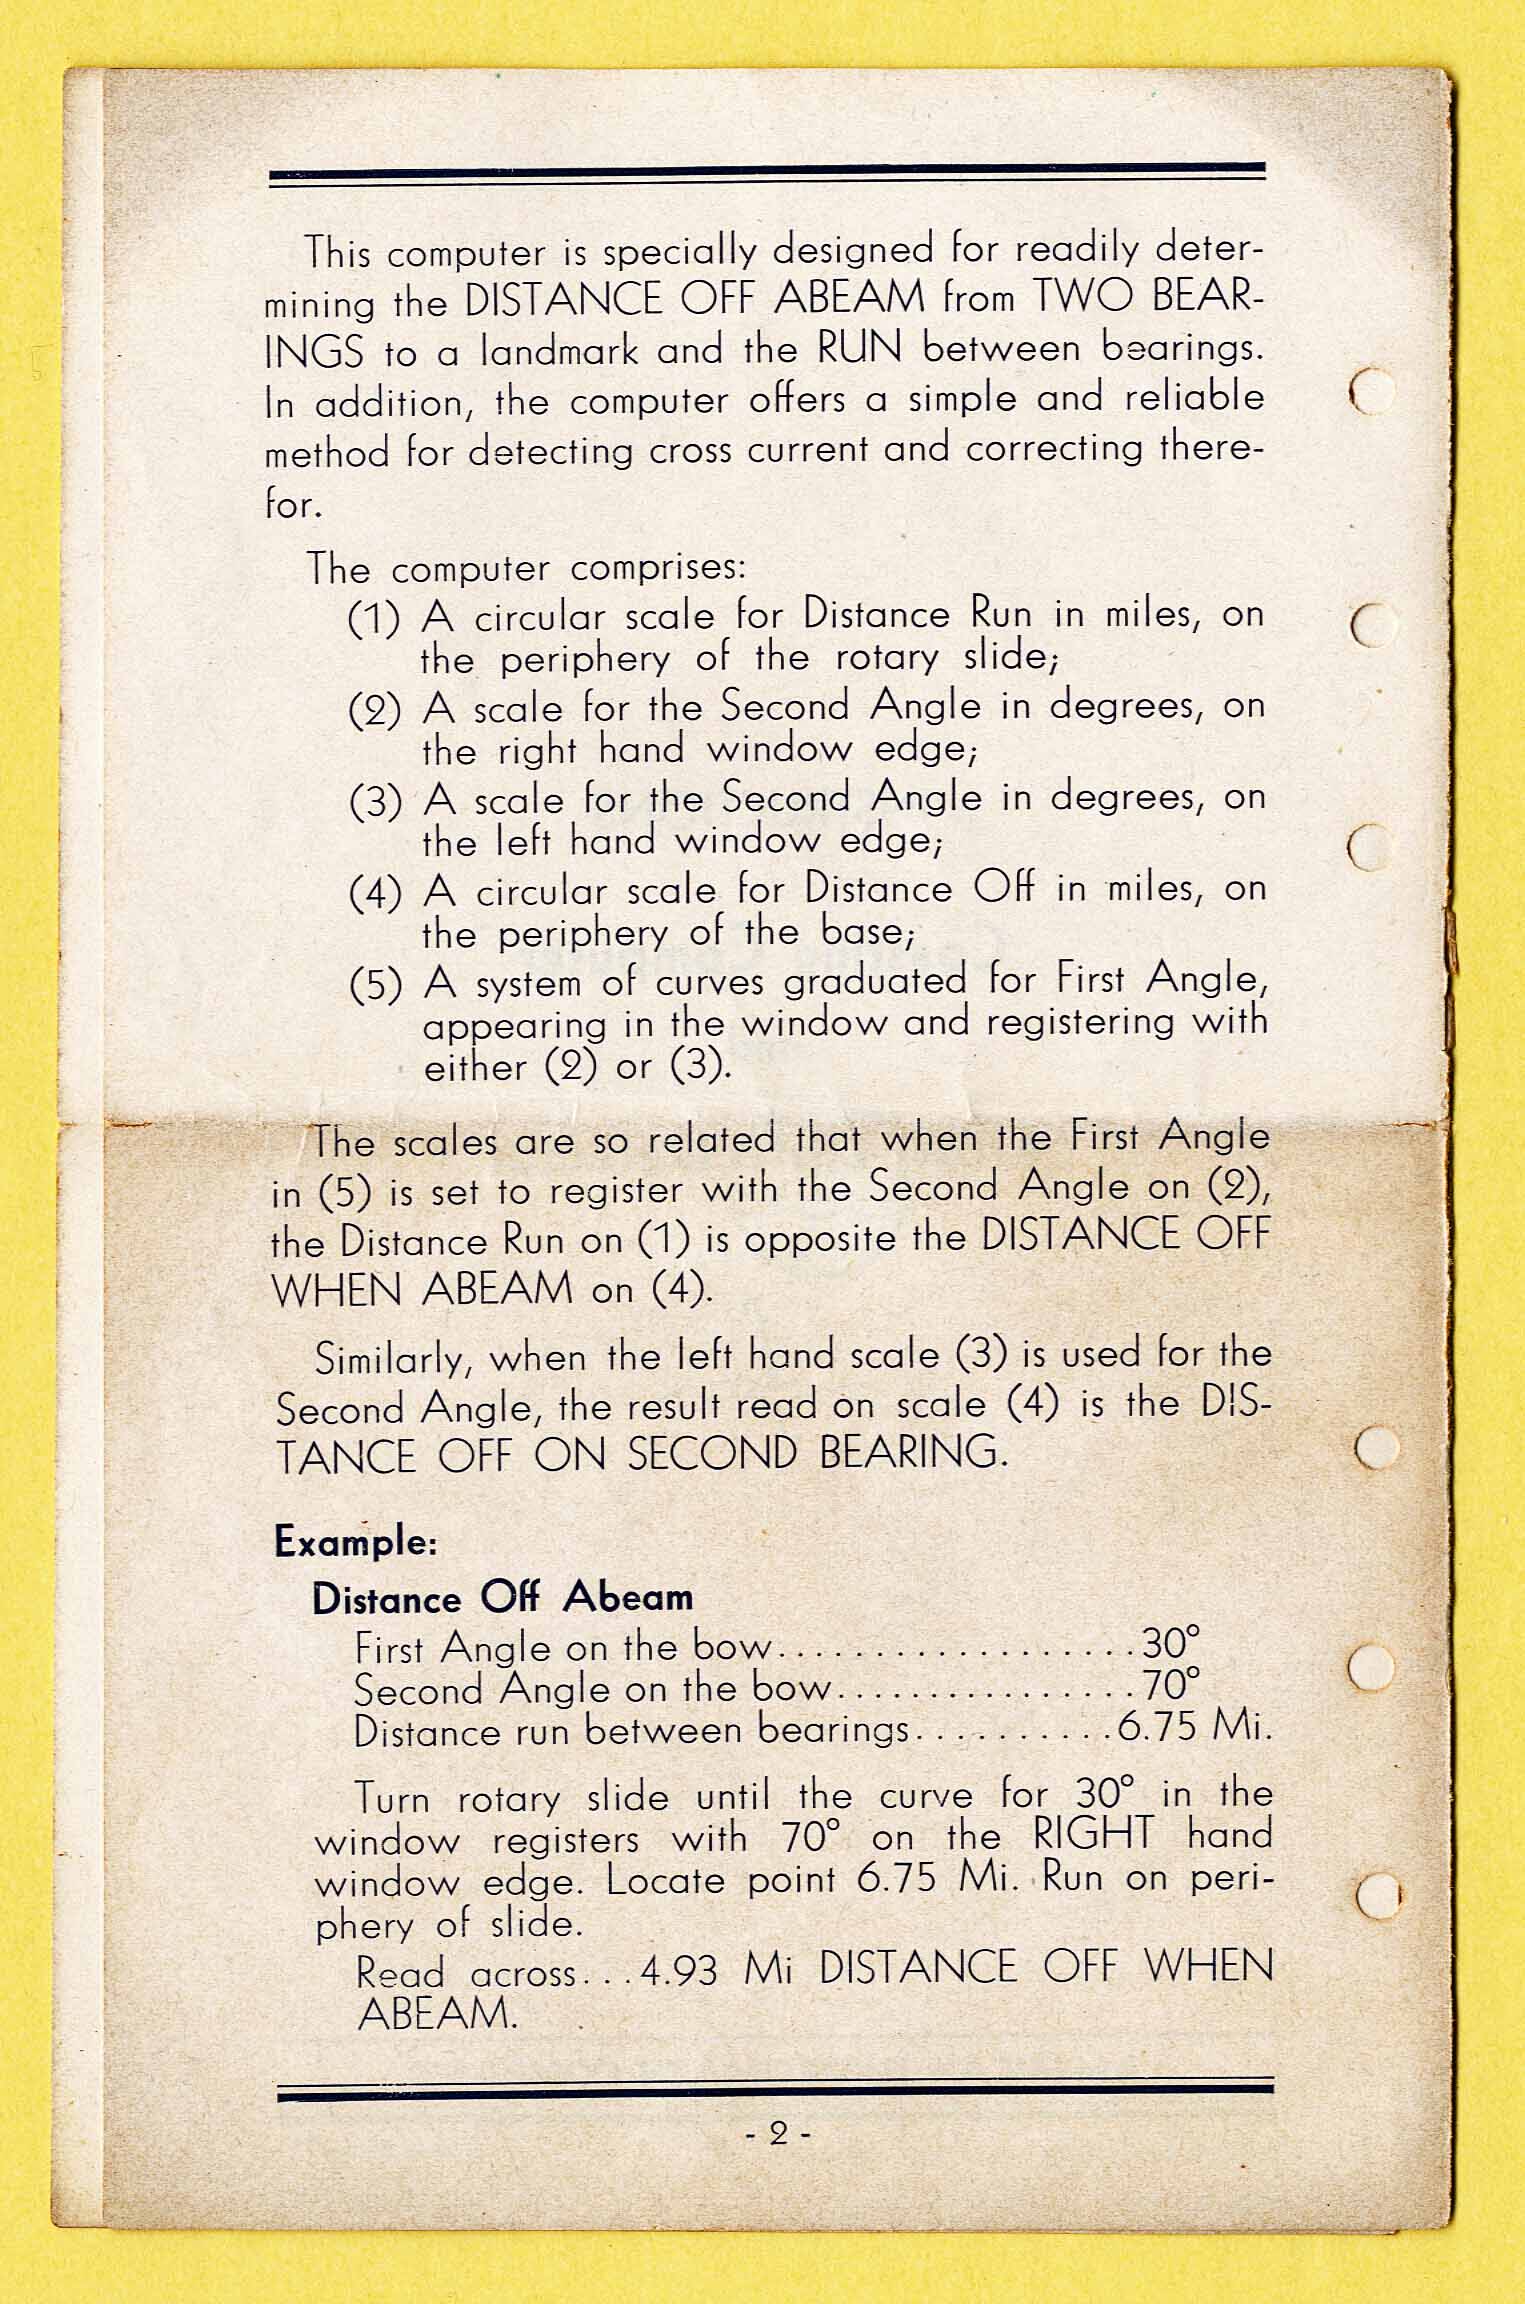 This computer is specially designed for readily deter-
mining the DISTANCE OFF ABEAM from TWO BEAR-
INGS to a landmark and the RUN between bearings.
In addition, the computer offers a simple and reliable
method for detecting cross current and correcting there-
for.
The computer comprises:
(1) A circular scale for Distance Run in miles, on
the periphery of the rotary slide;
(2) A scale for the Second Angle in degrees, on
the right hand window edge;
(3) A scale for the Second Angle in degrees, on
the left hand window edge;
(4) A circular scale for Distance Off in miles, on
the periphery of the base;
(5) A system of curves graduated for First Angle,
appearing in the window and registering with
either (2) or (3).
The scales are so related that when the First Angle
in (5) is set to register with the Second Angle on (2),
the Distance Run on (1) is opposite the DISTANCE OFF
WHEN ABEAM on (4).
Similarly, when the left hand scale (3) is used for the
Second Angle, the result read on scale (4) is the DIS-
TANCE OFF ON SECOND BEARING.
Example:
Distance Off Abeam
First Angle on the bow...................30°
Second Angle on the bow................70°
Distance run between bearings...........6.75 Mi.
Turn rotary slide until the curve for 30° in the
window registers with 70° on the RIGHT hand
window edge. Locate point 6.75 Mi. Run on peri-
phery of slide.
Read across...4.93 Mi DISTANCE OFF WHEN
ABEAM.
- 2 -